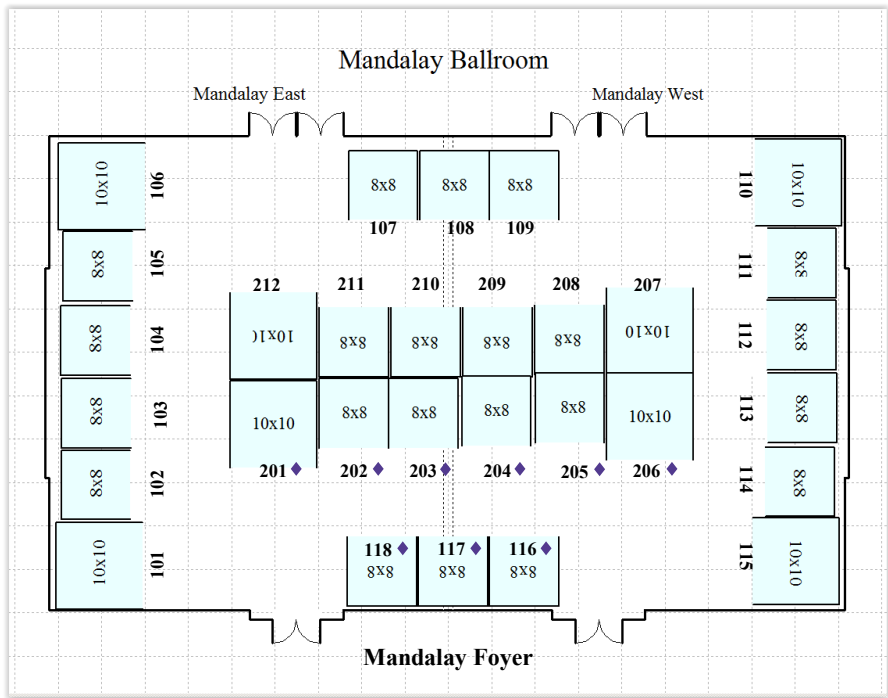 Mandalay Ballroom
Mandalay East
Mandalay West
10x10
106
8x8
107
8x8
108
8x8
109
110
10x10
8x8
105
111
8x8
212
211
210
209
208
207
8x8
104
10x10
8x8
8x8
8x8
8x8
10x10
112
8x8
8x8
103
10x10
8x8
8x8
8x8
8x8
10x10
113
8x8
201
202
203
204
205
206
8x8
102
114
8x8
10x10
101
118
8x8
117
8x8
116
8x8
115
10x10
Mandalay Foyer